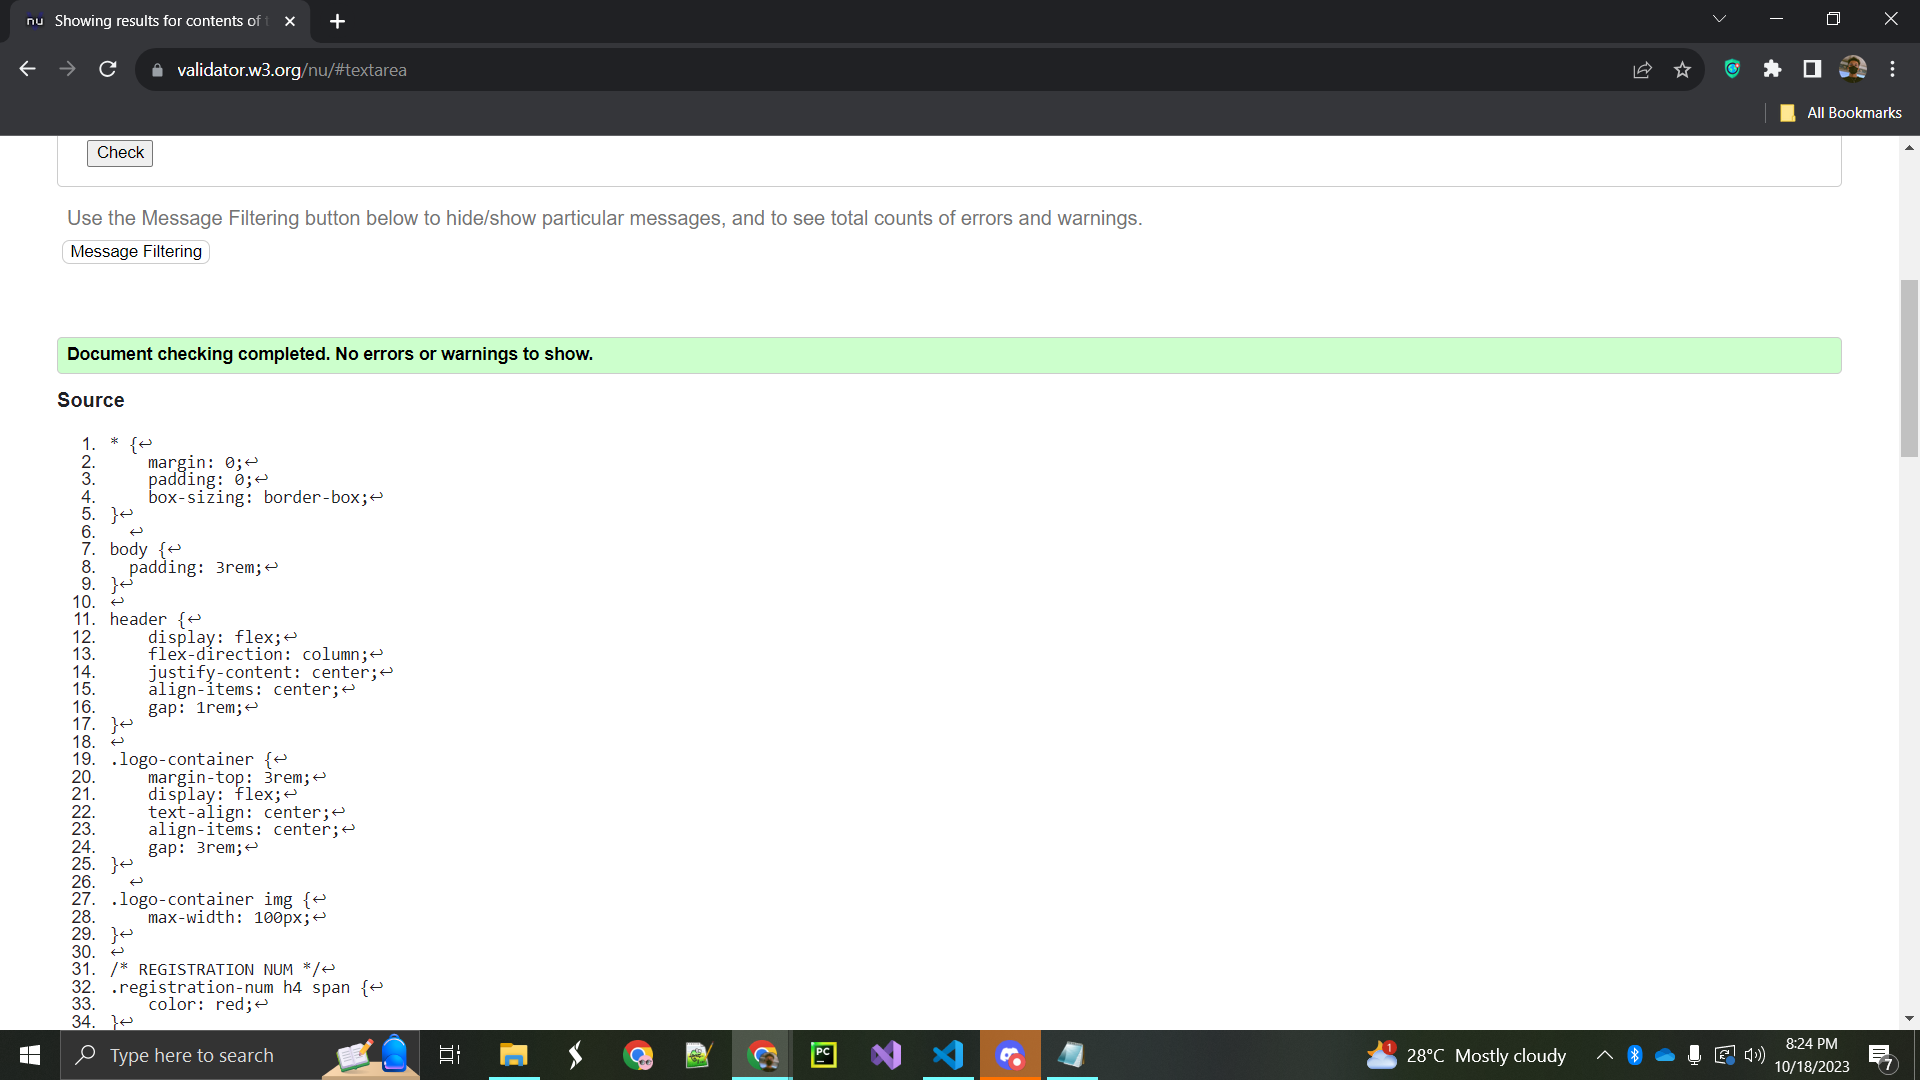 nu Showing results for contents of t
validator.w3.org/nu/#textarea
All Bookmarks
Check
Use the Message Filtering button below to hide/show particular messages, and to see total counts of errors and warnings.
Message Filtering
Document checking completed. No errors or warnings to show.
Source
1. * {↩
2.     margin: 0;↩
3.     padding: 0;↩
4.     box-sizing: border-box;↩
5. }↩
6.   ↩
7. body {↩
8.   padding: 3rem;↩
9. }↩
10. ↩
11. header {↩
12.     display: flex;↩
13.     flex-direction: column;↩
14.     justify-content: center;↩
15.     align-items: center;↩
16.     gap: 1rem;↩
17. }↩
18. ↩
19. .logo-container {↩
20.     margin-top: 3rem;↩
21.     display: flex;↩
22.     text-align: center;↩
23.     align-items: center;↩
24.     gap: 3rem;↩
25. }↩
26.   ↩
27. .logo-container img {↩
28.     max-width: 100px;↩
29. }↩
30. ↩
31. /* REGISTRATION NUM */↩
32. .registration-num h4 span {↩
33.     color: red;↩
34. }↩
Type here to search
PC
1
28°C Mostly cloudy
8:24 PM
10/18/2023
7